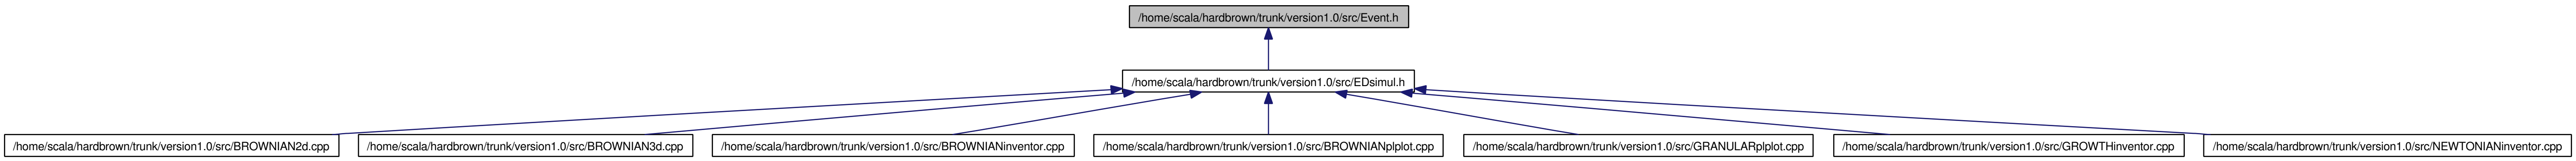 /home/scala/hardbrown/trunk/version1.0/src/Event.h
/home/scala/hardbrown/trunk/version1.0/src/EDsimul.h
/home/scala/hardbrown/trunk/version1.0/src/BROWNIAN2d.cpp
/home/scala/hardbrown/trunk/version1.0/src/BROWNIAN3d.cpp
/home/scala/hardbrown/trunk/version1.0/src/BROWNIANinventor.cpp
/home/scala/hardbrown/trunk/version1.0/src/BROWNIANplplot.cpp
/home/scala/hardbrown/trunk/version1.0/src/GRANULARplplot.cpp
/home/scala/hardbrown/trunk/version1.0/src/GROWTHinventor.cpp
/home/scala/hardbrown/trunk/version1.0/src/NEWTONIANinventor.cpp